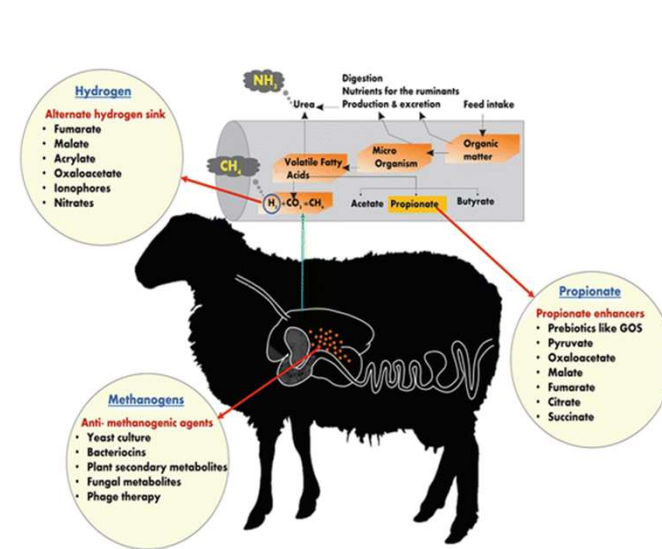 Hydrogen
Alternate hydrogen sink
• Fumarate
• Malate
• Acrylate
• Oxaloacetate
• Ionophores
• Nitrates
NH3
Urea
Digestion
Nutrients for the ruminants
Production & excretion
Feed intake
CH4
Volatile Fatty
Acids
Micro
Organism
Organic
matter
H2 +CO2 =CH4
Acetate
Propionate
Butyrate
Propionate
Propionate enhancers
• Prebiotics like GOS
• Pyruvate
• Oxaloacetate
• Malate
• Fumarate
• Citrate
• Succinate
Methanogens
Anti- methanogenic agents
• Yeast culture
• Bacteriocins
• Plant secondary metabolites
• Fungal metabolites
• Phage therapy